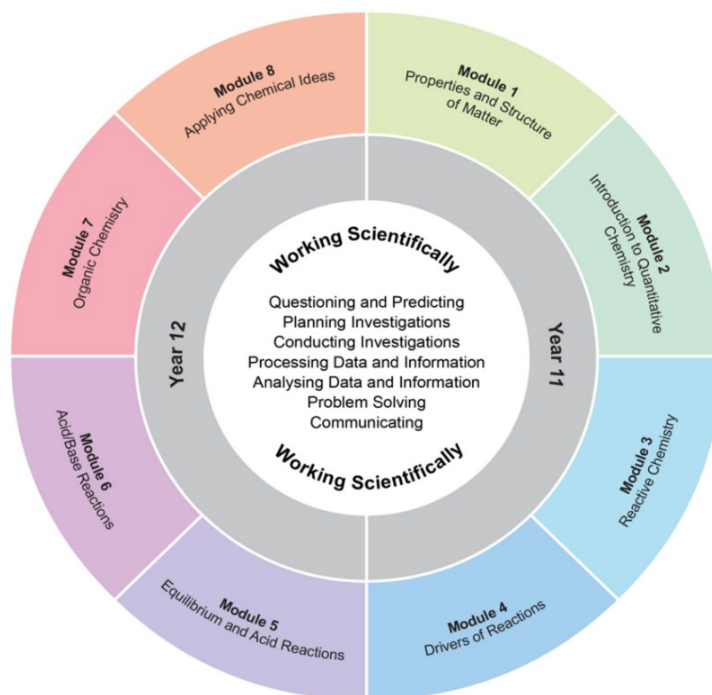 Module 8
Applying Chemical Ideas
Module 1
Properties and Structure
of Matter
Module 2
Introduction to Quantitative
Chemistry
Module 3
Reactive Chemistry
Module 4
Drivers of Reactions
Module 5
Equilibrium and Acid Reactions
Module 6
Acid/Base Reactions
Module 7
Organic Chemistry
Year 12
Year 11
Working Scientifically
Questioning and Predicting
Planning Investigations
Conducting Investigations
Processing Data and Information
Analysing Data and Information
Problem Solving
Communicating
Working Scientifically